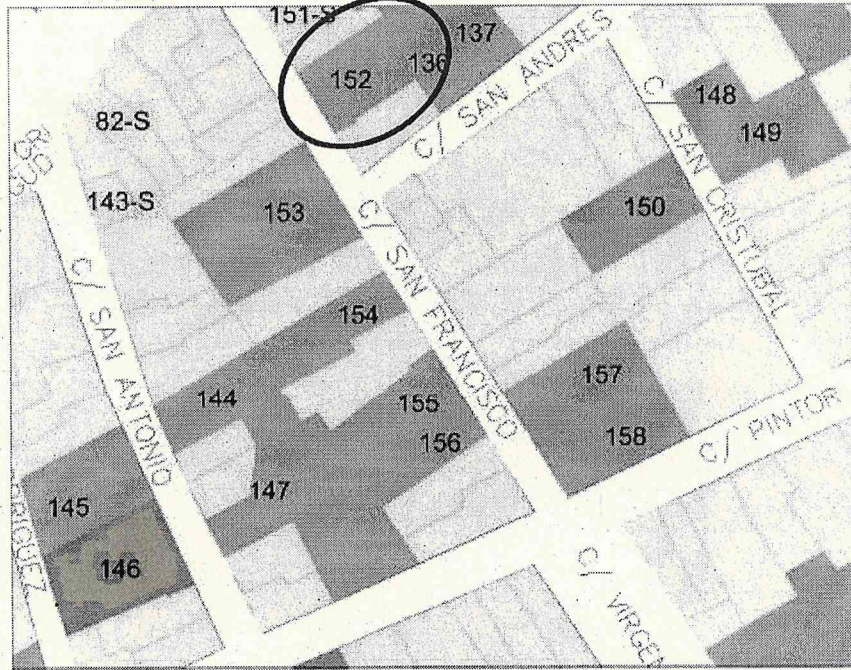 151-S
137
136
152
C/ SAN ANDRES
148
149
82-S
C/ SAN CRISTOBAL
143-S
153
150
C/ SAN FRANCISCO
C/ SAN ANTONIO
154
157
144
155
156
158
C/ PINTOR
145
147
146
C/ VIRGEN